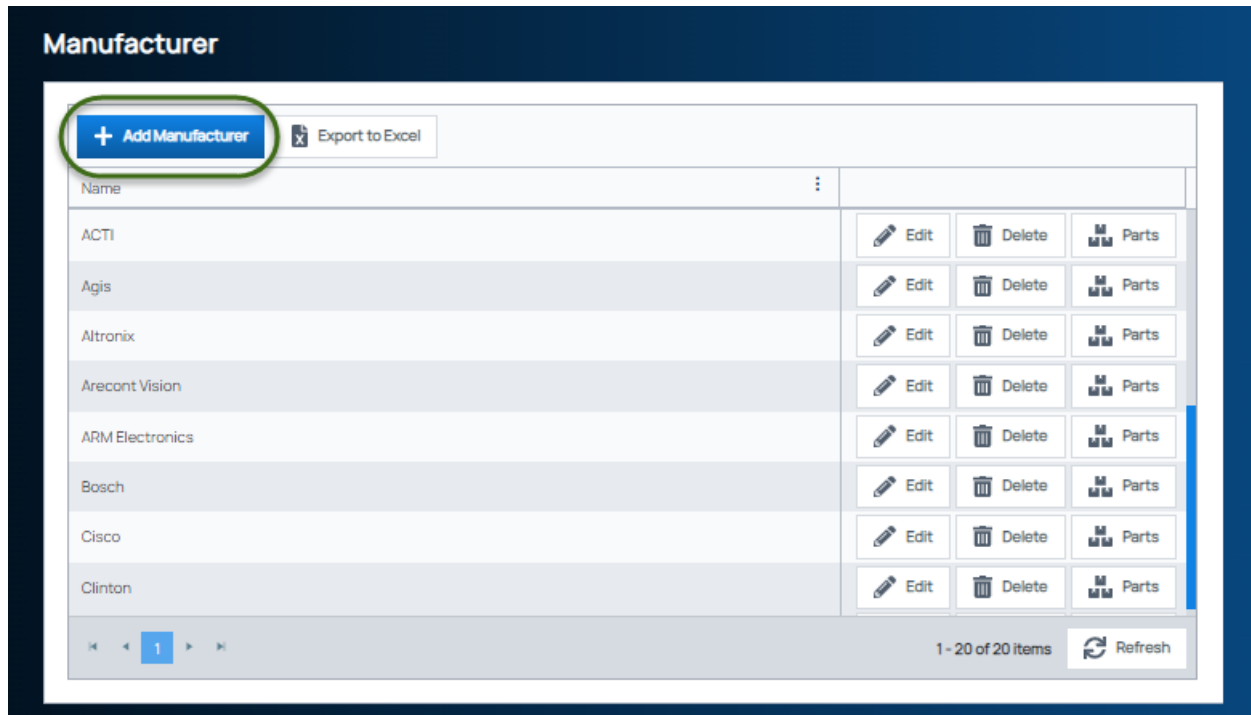 Manufacturer
Add Manufacturer Export to Excel
Name
ACTI Edit Delete Parts
Agis Edit Delete Parts
Altronix Edit Delete Parts
Arecont Vision Edit Delete Parts
ARM Electronics Edit Delete Parts
Bosch Edit Delete Parts
Cisco Edit Delete Parts
Clinton Edit Delete Parts
1 1 - 20 of 20 items Refresh